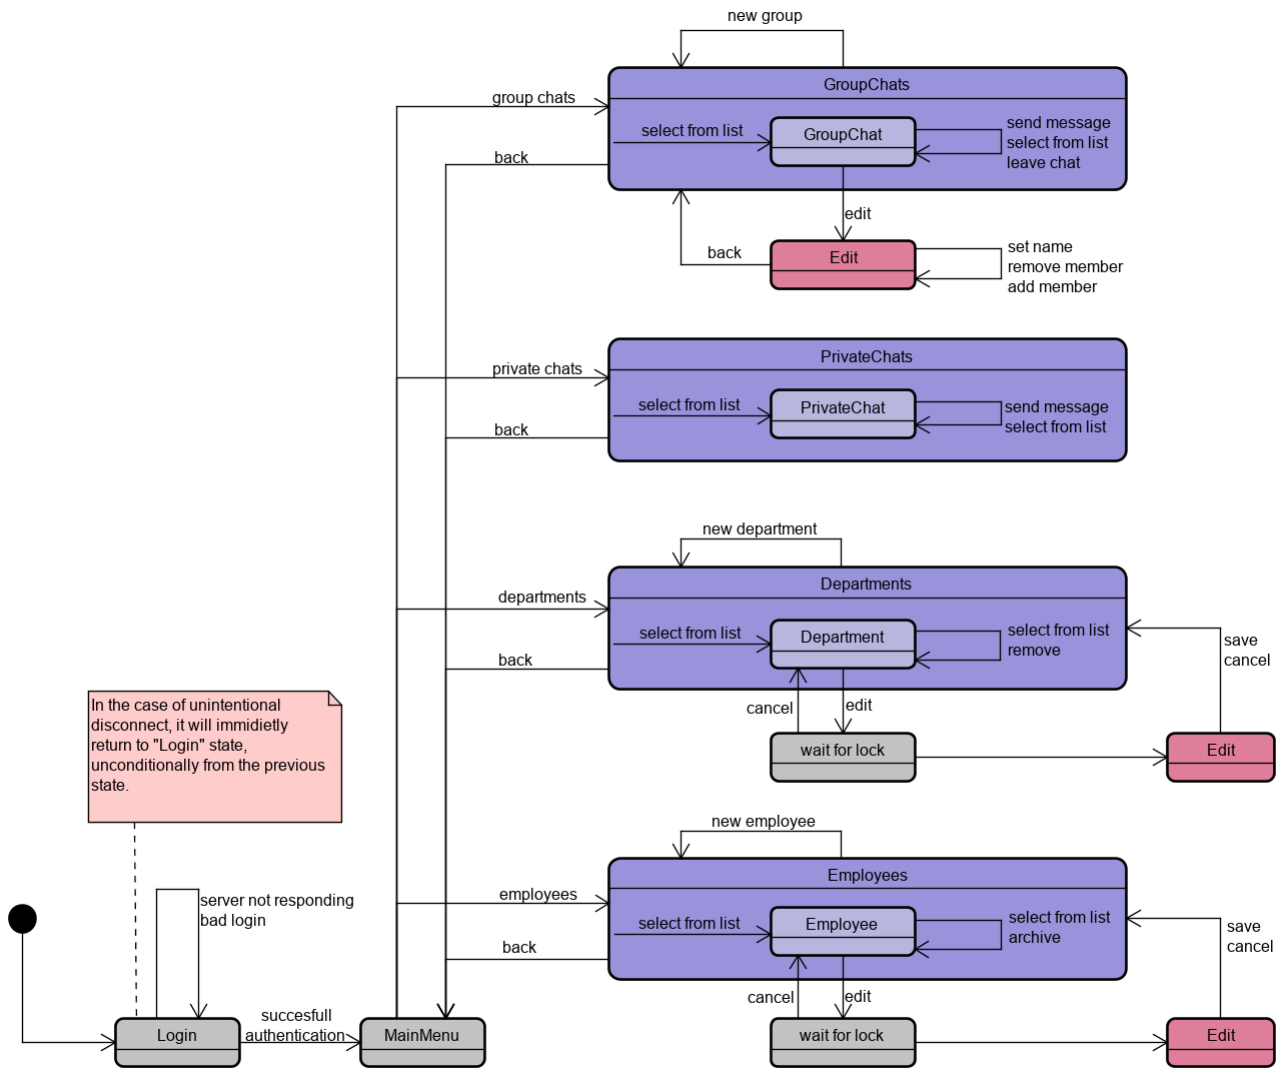 new group
GroupChats
group chats
select from list
GroupChat
send message
select from list
leave chat
back
edit
back
Edit
set name
remove member
add member
PrivateChats
private chats
select from list
PrivateChat
send message
select from list
back
new department
Departments
departments
select from list
Department
select from list
remove
back
save
cancel
cancel
edit
wait for lock
Edit
In the case of unintentional
disconnect, it will immidietly
return to "Login" state,
unconditionally from the previous
state.
new employee
Employees
employees
select from list
Employee
select from list
archive
back
save
cancel
server not responding
bad login
cancel
edit
succesfull
authentication
Login
MainMenu
wait for lock
Edit